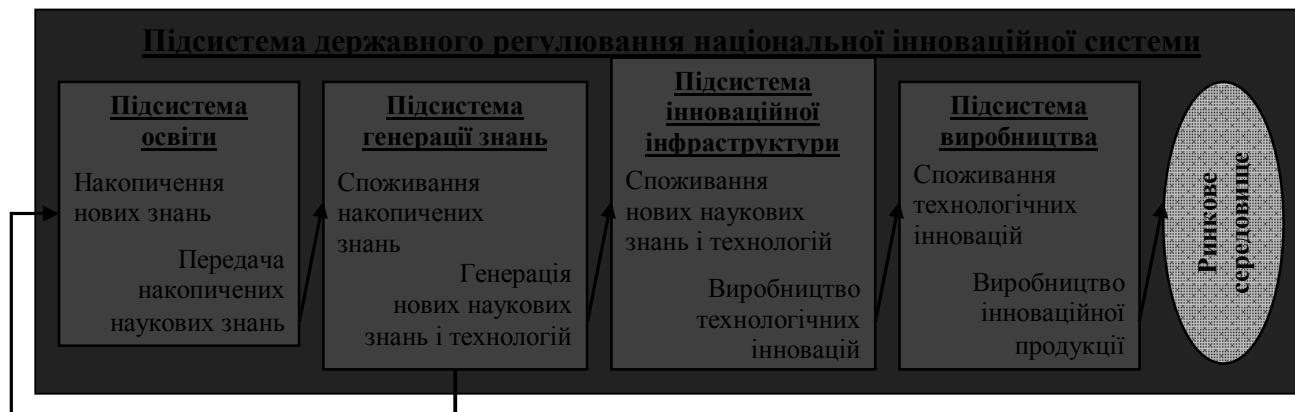 Підсистема державного регулювання національної інноваційної системи
Підсистема
освіти
Накопичення
нових знань
Передача
накопичених
наукових знань
Підсистема
генерації знань
Споживання
накопичених
знань
Генерація
нових наукових
знань і технологій
Підсистема
інноваційної
інфраструктури
Споживання
нових наукових
знань і технологій
Виробництво
технологічних
інновацій
Підсистема
виробництва
Споживання
технологічних
інновацій
Виробництво
інноваційної
продукції
Ринкове
середовище